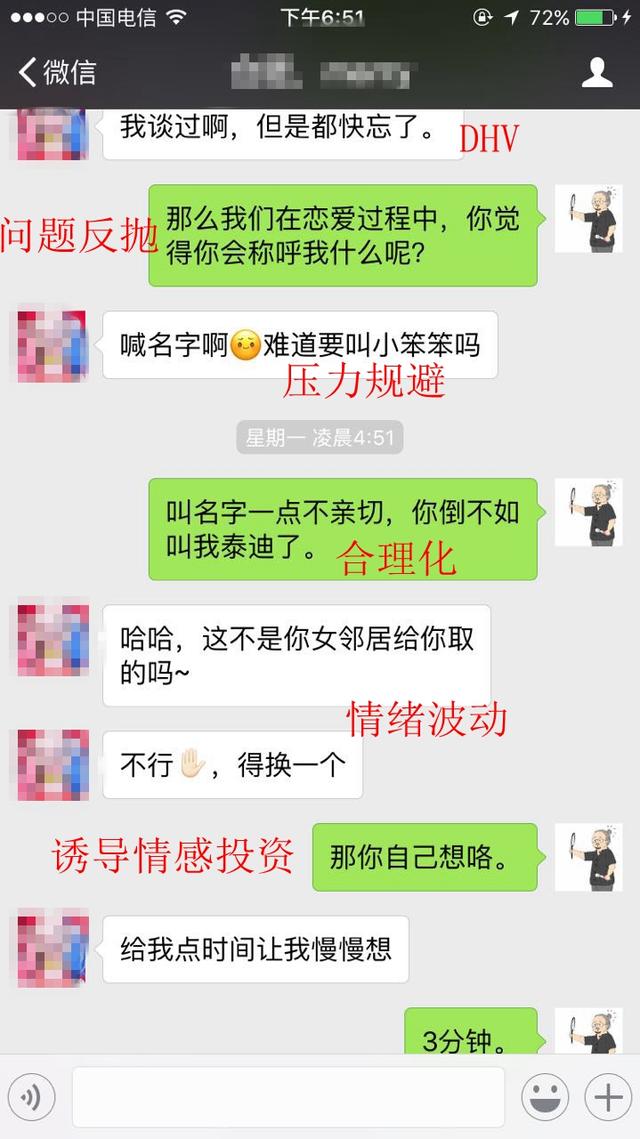 中国电信
下午6:51
72%
微信
我谈过啊，但是都快忘了。
DHV
问题反抛
那么我们在恋爱过程中，你觉
得你会称呼我什么呢？
喊名字啊😌难道要叫小笨笨吗
压力规避
星期一 凌晨4:51
叫名字一点不亲切，你倒不如
叫我泰迪了。
合理化
哈哈，这不是你女邻居给你取
的吗~
情绪波动
不行✋🏻，得换一个
诱导情感投资
那你自己想咯。
给我点时间让我慢慢想
3分钟。